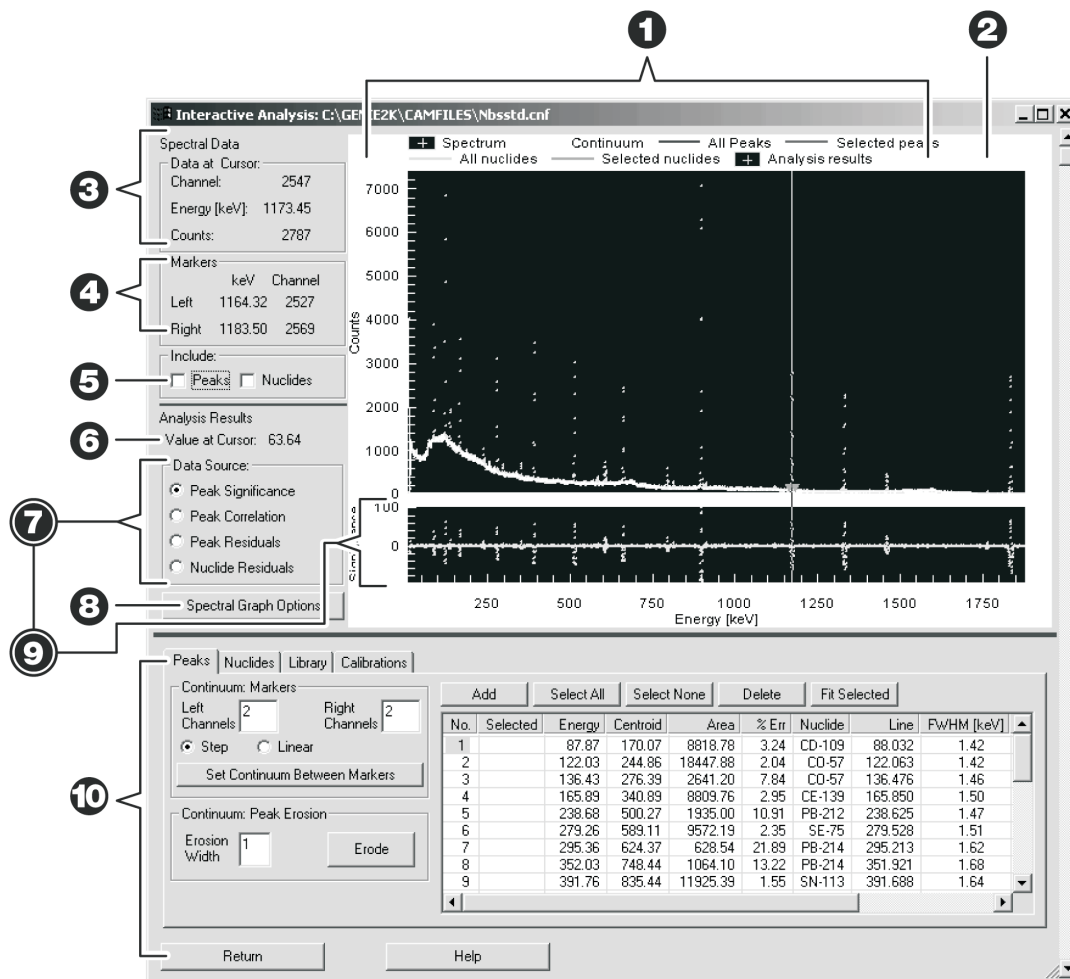 1
2
Interactive Analysis: C:\GENIE2K\CAMFILES\Nbsstd.cnf
Spectral Data
3
Data at Cursor:
Channel: 2547
Energy [keV]: 1173.45
Counts: 2787
4
Markers
keV Channel
Left 1164.32 2527
Right 1183.50 2569
5
Include:
Peaks Nuclides
Analysis Results
6
Value at Cursor: 63.64
7
Data Source:
Peak Significance
Peak Correlation
Peak Residuals
Nuclide Residuals
8
Spectral Graph Options
9
Spectrum Continuum All Peaks Selected peaks
All nuclides Selected nuclides Analysis results
7000
6000
5000
4000
3000
2000
1000
0
Counts
100
0
250 500 750 1000 1250 1500 1750
Energy [keV]
10
Peaks Nuclides Library Calibrations
Continuum: Markers
Left Channels 2 Right Channels 2
Step Linear
Set Continuum Between Markers
Continuum: Peak Erosion
Erosion Width 1 Erode
Add Select All Select None Delete Fit Selected
No. Selected Energy Centroid Area % Err Nuclide Line FWHM [keV]
1 87.87 170.07 8818.78 3.24 CD-109 88.032 1.42
2 122.03 244.86 18447.88 2.04 CO-57 122.063 1.42
3 136.43 276.39 2641.20 7.84 CO-57 136.476 1.46
4 165.89 340.89 8809.76 2.95 CE-139 165.850 1.50
5 238.68 500.27 1935.00 10.91 PB-212 238.625 1.47
6 279.26 589.11 9572.19 2.35 SE-75 279.528 1.51
7 295.36 624.37 628.54 21.89 PB-214 295.213 1.62
8 352.03 748.44 1064.10 13.22 PB-214 351.921 1.68
9 391.76 835.44 11925.39 1.55 SN-113 391.688 1.64
Return Help